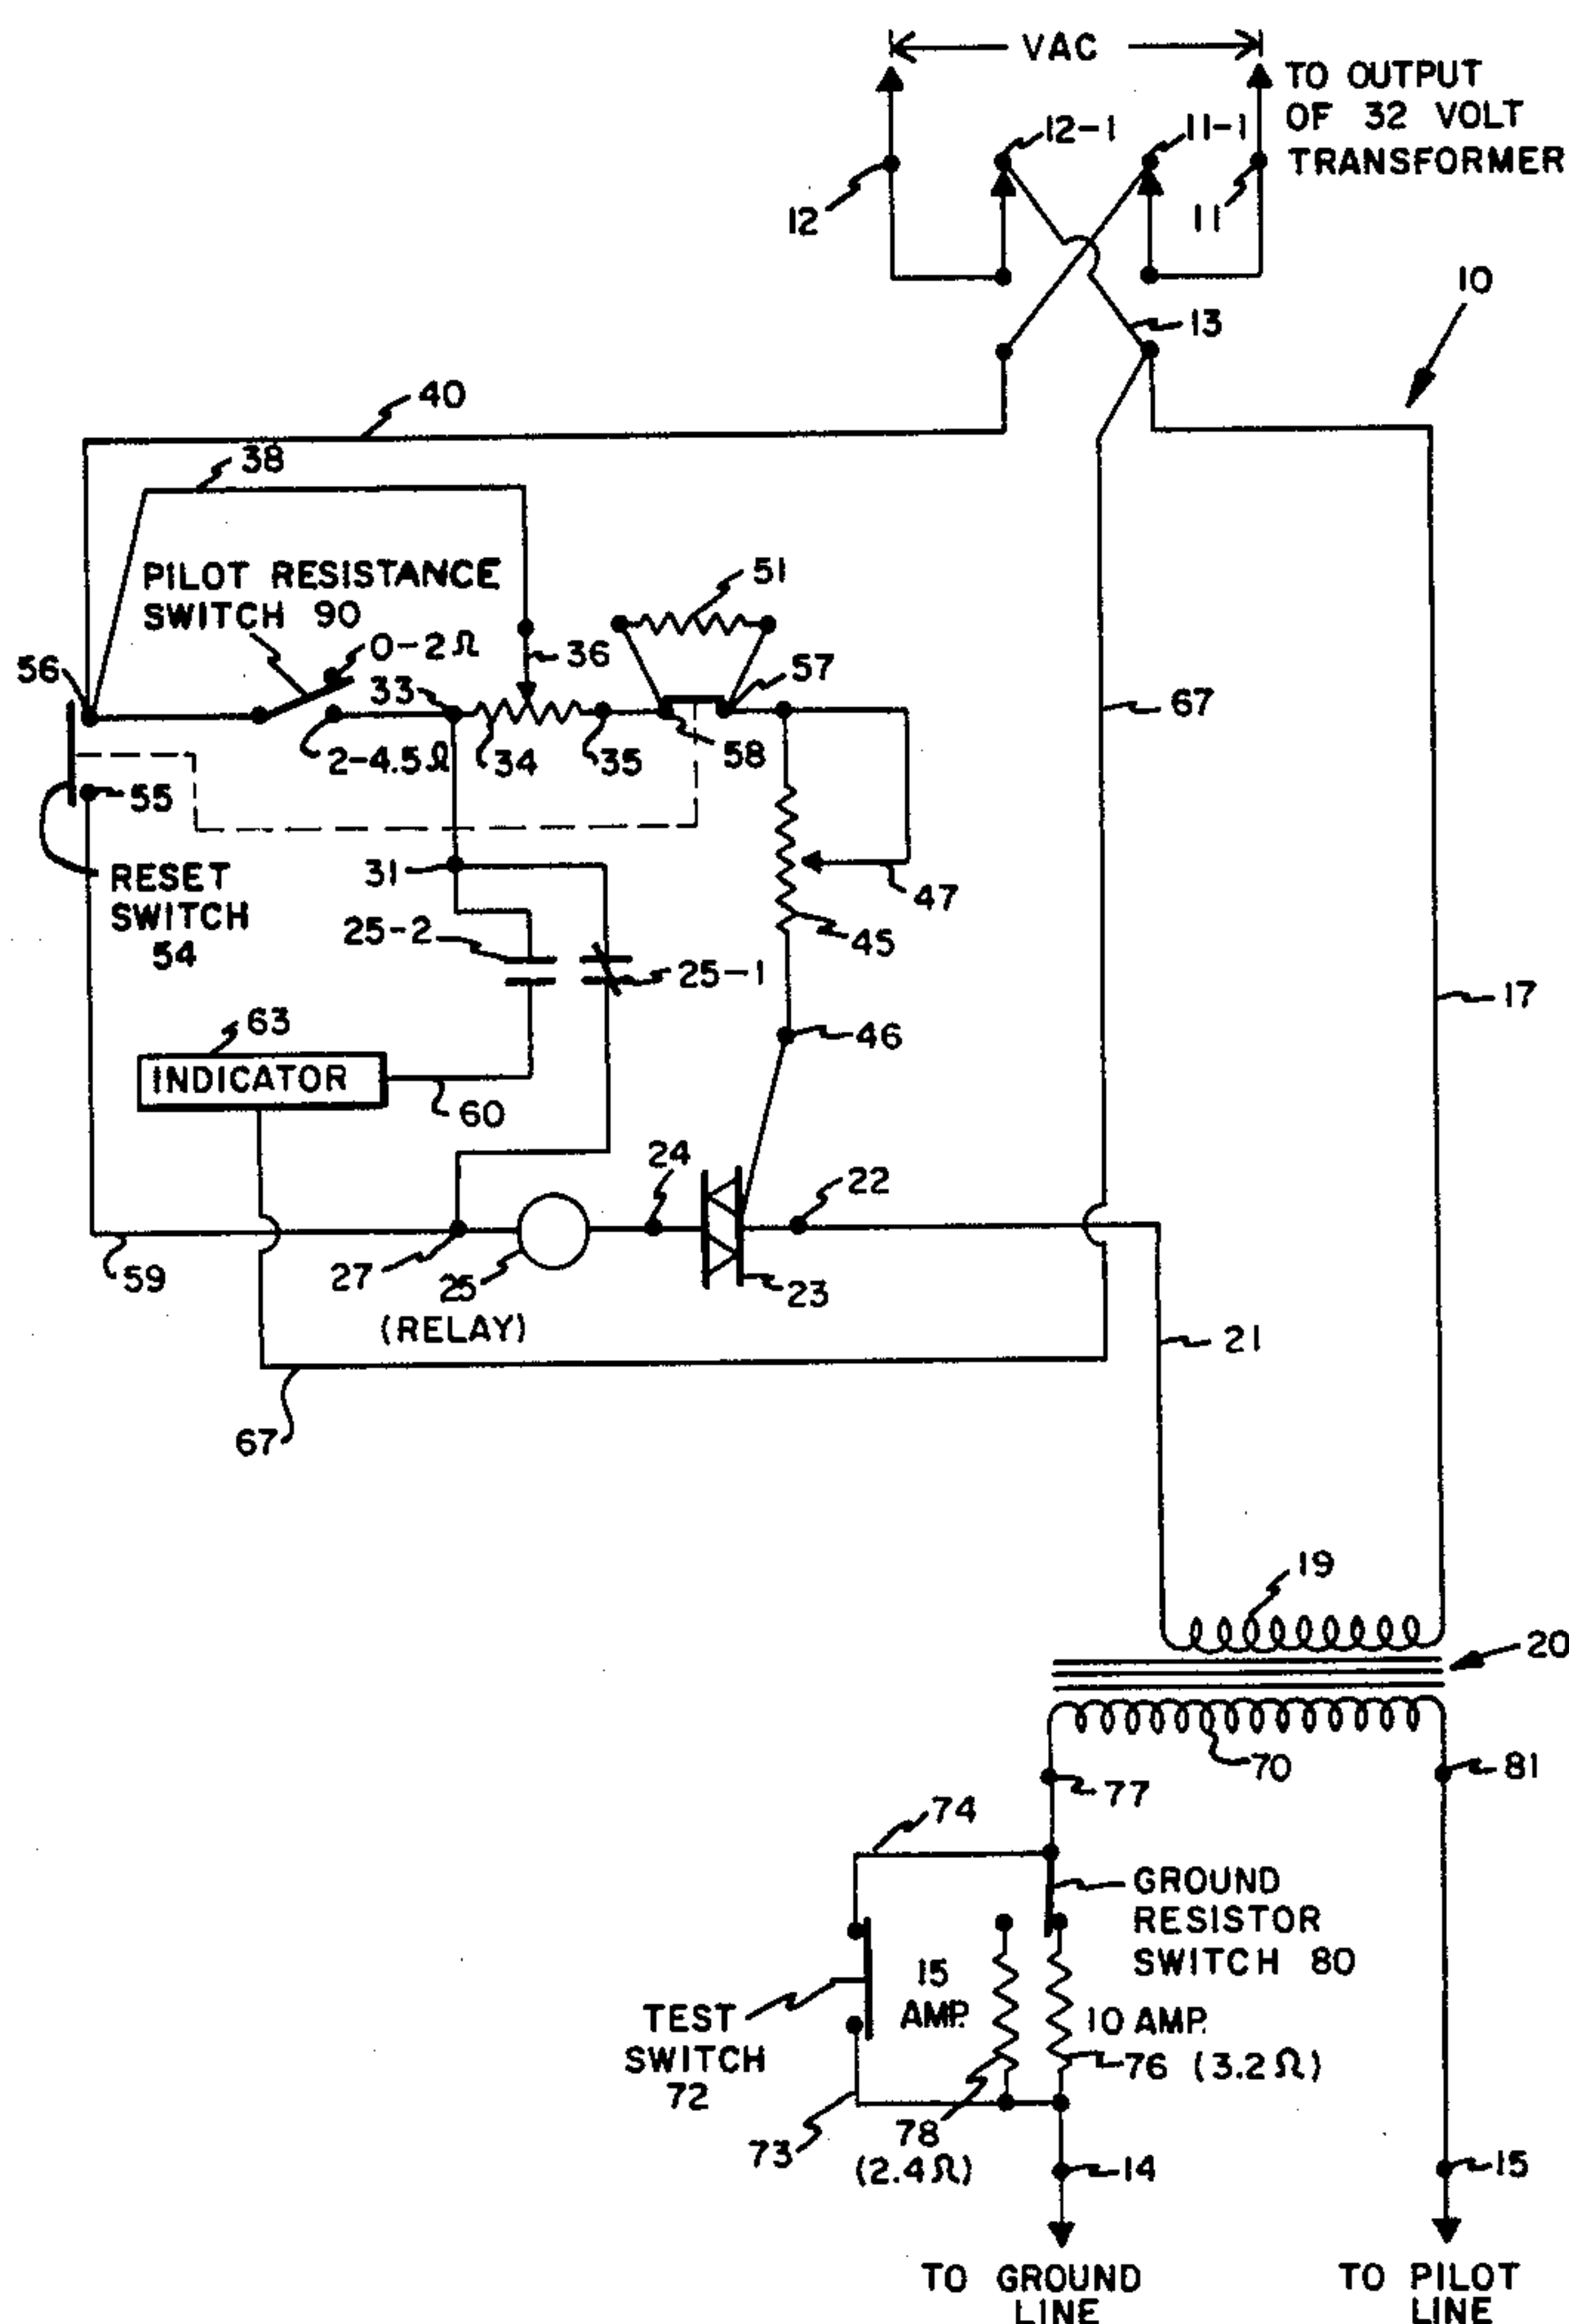 VAC
TO OUTPUT
OF 32 VOLT
TRANSFORMER
12-1
11-1
12
11
10
13
40
38
PILOT RESISTANCE
SWITCH 90
51
0-2Ω
36
56
33
57
67
2-4.5Ω
34
35
58
55
RESET
SWITCH
54
31
47
25-2
45
25-1
17
63
46
INDICATOR
60
24
22
59
27
25
23
(RELAY)
21
67
19
20
70
81
77
74
GROUND
RESISTOR
SWITCH 80
15
AMP.
TEST
SWITCH
72
10 AMP.
76 (3.2Ω)
73
78
(2.4Ω)
14
15
TO GROUND
LINE
TO PILOT
LINE